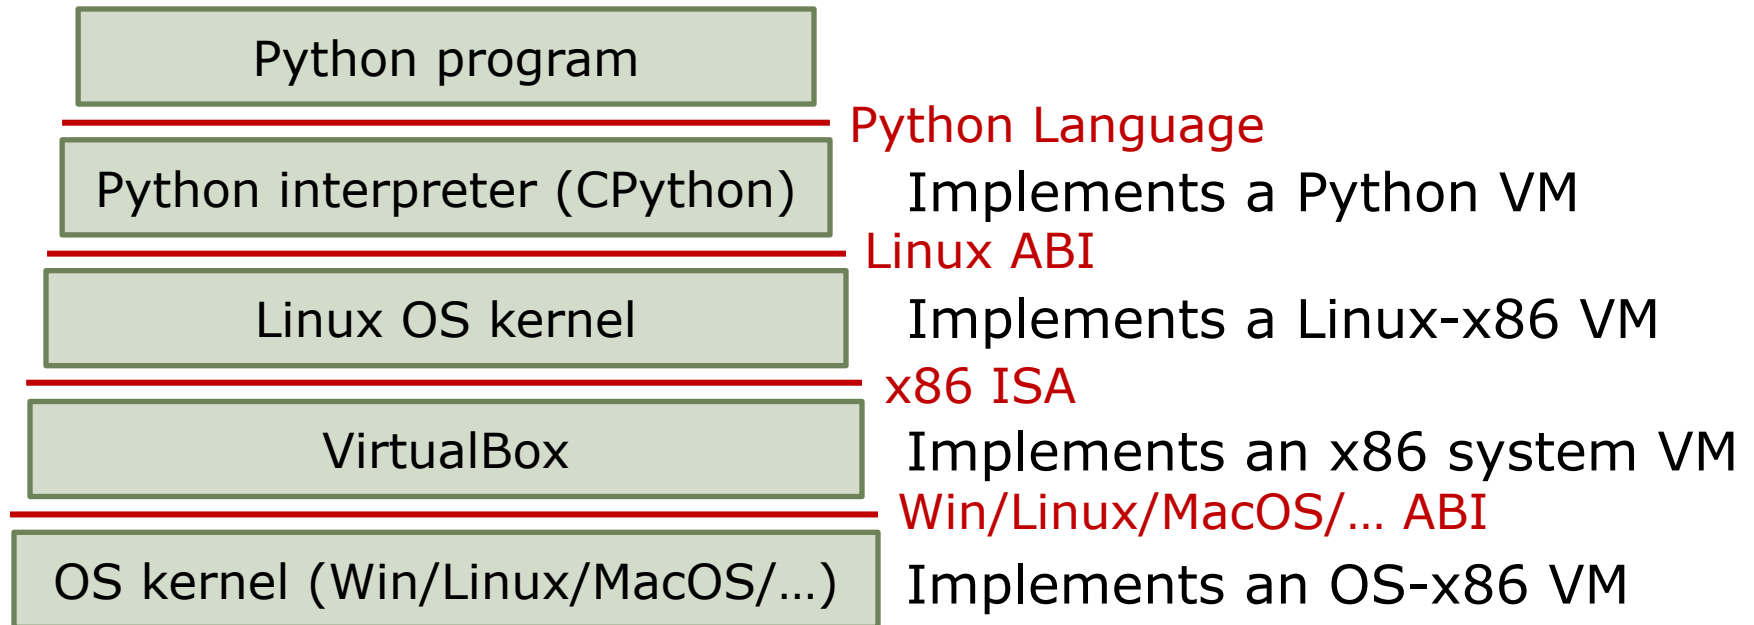 Python program
Python Language
Python interpreter (CPython)
Implements a Python VM
Linux ABI
Linux OS kernel
Implements a Linux-x86 VM
x86 ISA
VirtualBox
Implements an x86 system VM
Win/Linux/MacOS/… ABI
OS kernel (Win/Linux/MacOS/…)
Implements an OS-x86 VM